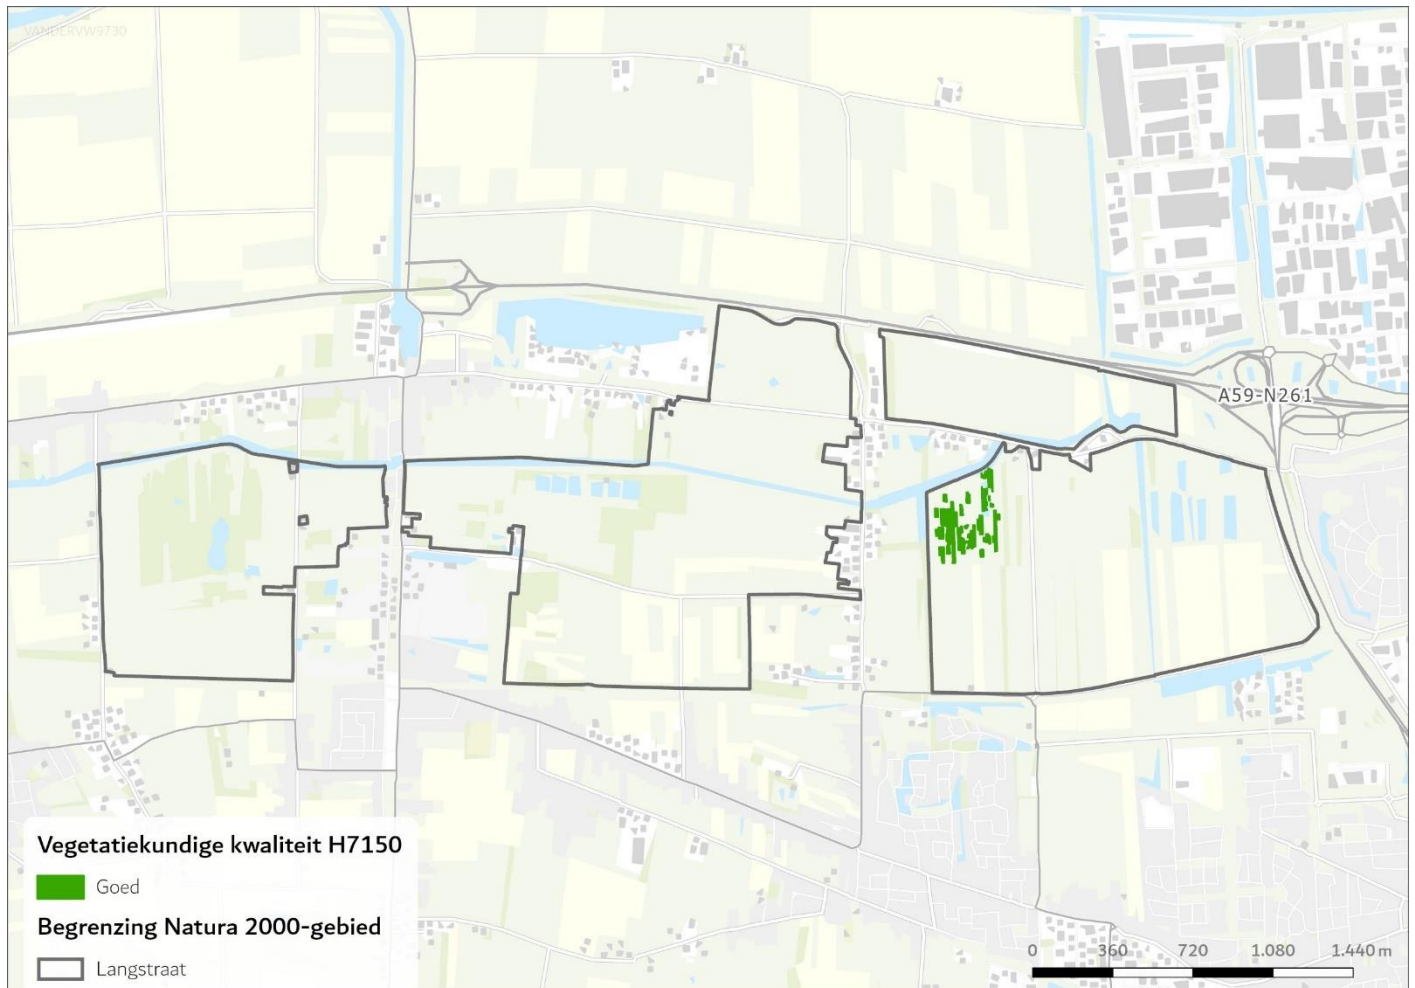 VANDERVW9730
A59-N261
Vegetatiekundige kwaliteit H7150
Goed
Begrenzing Natura 2000-gebied
Langstraat
0 360 720 1.080 1.440 m